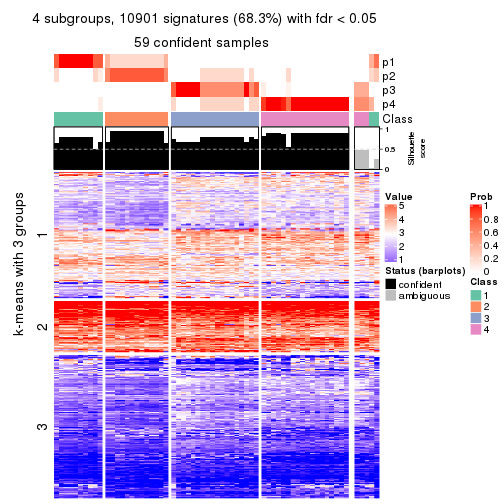 4 subgroups, 10901 signatures (68.3%) with fdr < 0.05
59 confident samples
p1
p2
p3
p4
Class
1
0.5
0
Silhouette
score
k-means with 3 groups
1
2
3
Value
5
4
3
2
1
Status (barplots)
confident
ambiguous
Prob
1
0.8
0.6
0.4
0.2
0
Class
1
2
3
4